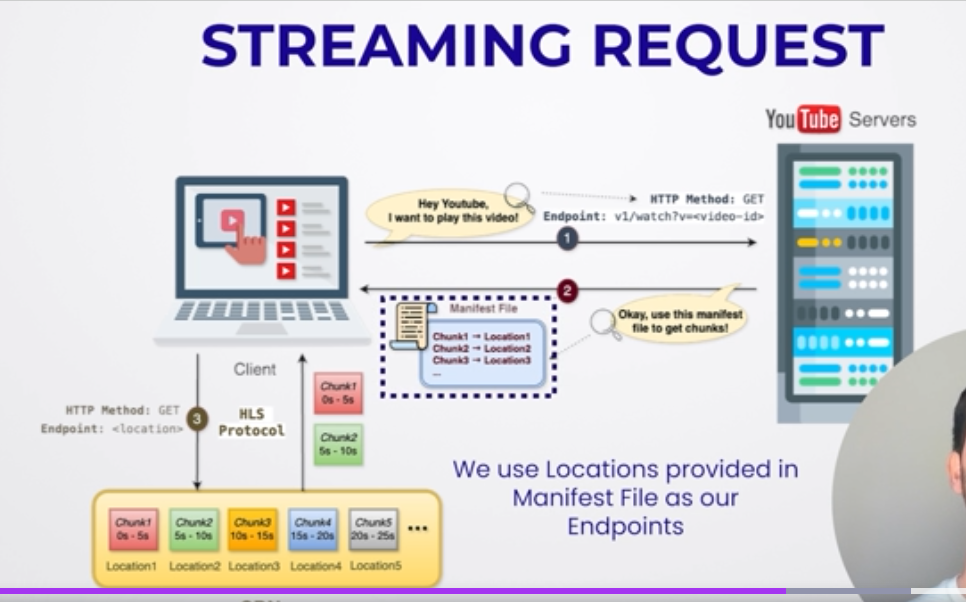 STREAMING REQUEST
YouTube Servers
Hey Youtube,
I want to play this video!
HTTP Method: GET
Endpoint: v1/watch?v=<video-id>
1
2
Manifest File
Chunk1 → Location1
Chunk2 → Location2
Chunk3 → Location3
...
Okay, use this manifest
file to get chunks!
Client
HTTP Method: GET
Endpoint: <location>
3
HLS
Protocol
Chunk1
0s - 5s
Chunk2
5s - 10s
We use Locations provided in
Manifest File as our
Endpoints
Chunk1 Chunk2 Chunk3 Chunk4 Chunk5 ...
0s - 5s 5s - 10s 10s - 15s 15s - 20s 20s - 25s
Location1 Location2 Location3 Location4 Location5